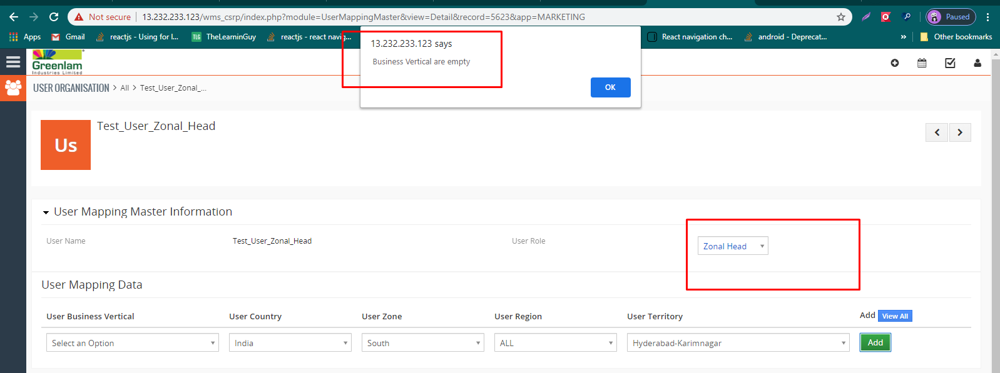 Not secure 13.232.233.123/wms_csrp/index.php?module=UserMappingMaster&view=Detail&record=5623&app=MARKETING Paused
Apps Gmail reactjs - Using for l... TLG TheLearninGuy reactjs - react navig... React navigation ch... android - Deprecat... » Other bookmarks
13.232.233.123 says
Business Vertical are empty
OK
Greenlam
Industries Limited
USER ORGANISATION > All > Test_User_Zonal_...
Us
Test_User_Zonal_Head
User Mapping Master Information
User Name Test_User_Zonal_Head User Role Zonal Head
User Mapping Data
User Business Vertical User Country User Zone User Region User Territory Add View All
Select an Option India South ALL Hyderabad-Karimnagar Add